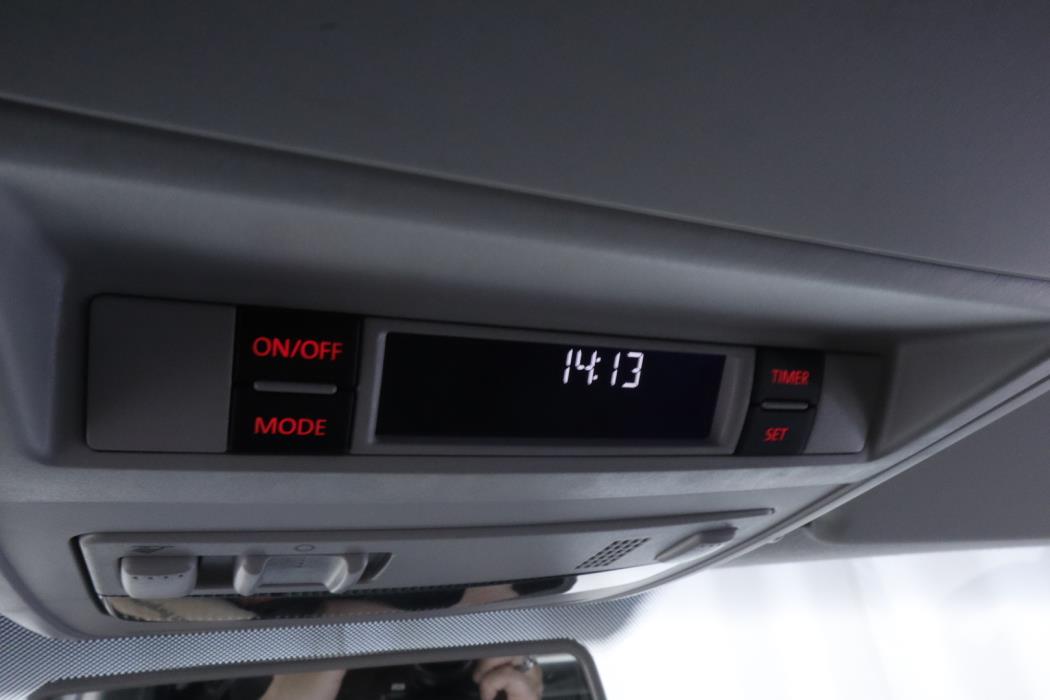 ON/OFF
MODE
14:13
TIMER
SET